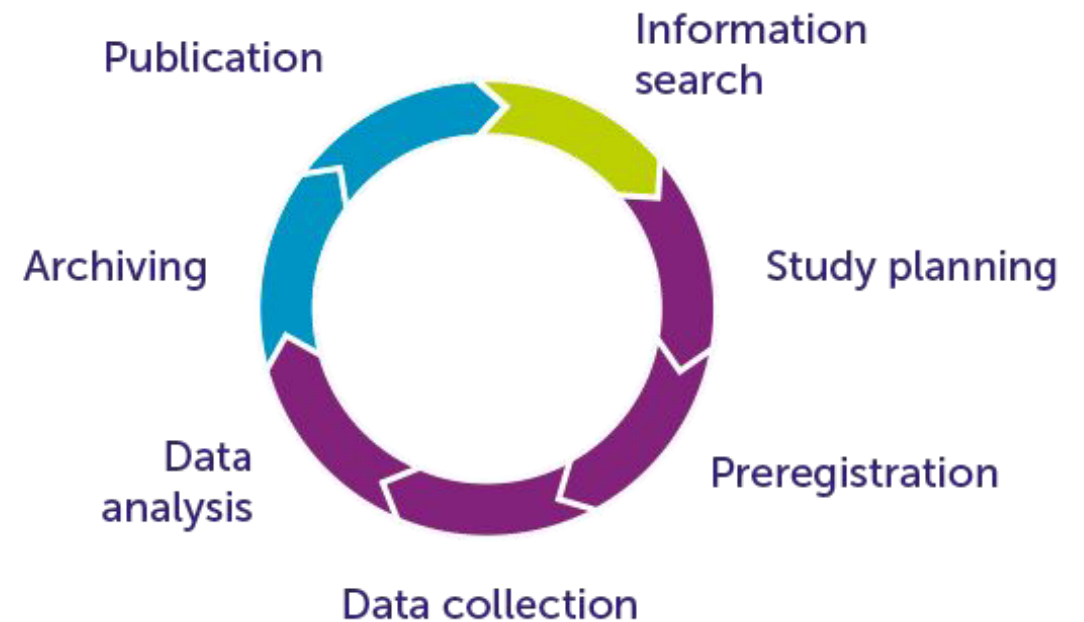 Information
search
Study planning
Preregistration
Data collection
Data
analysis
Archiving
Publication